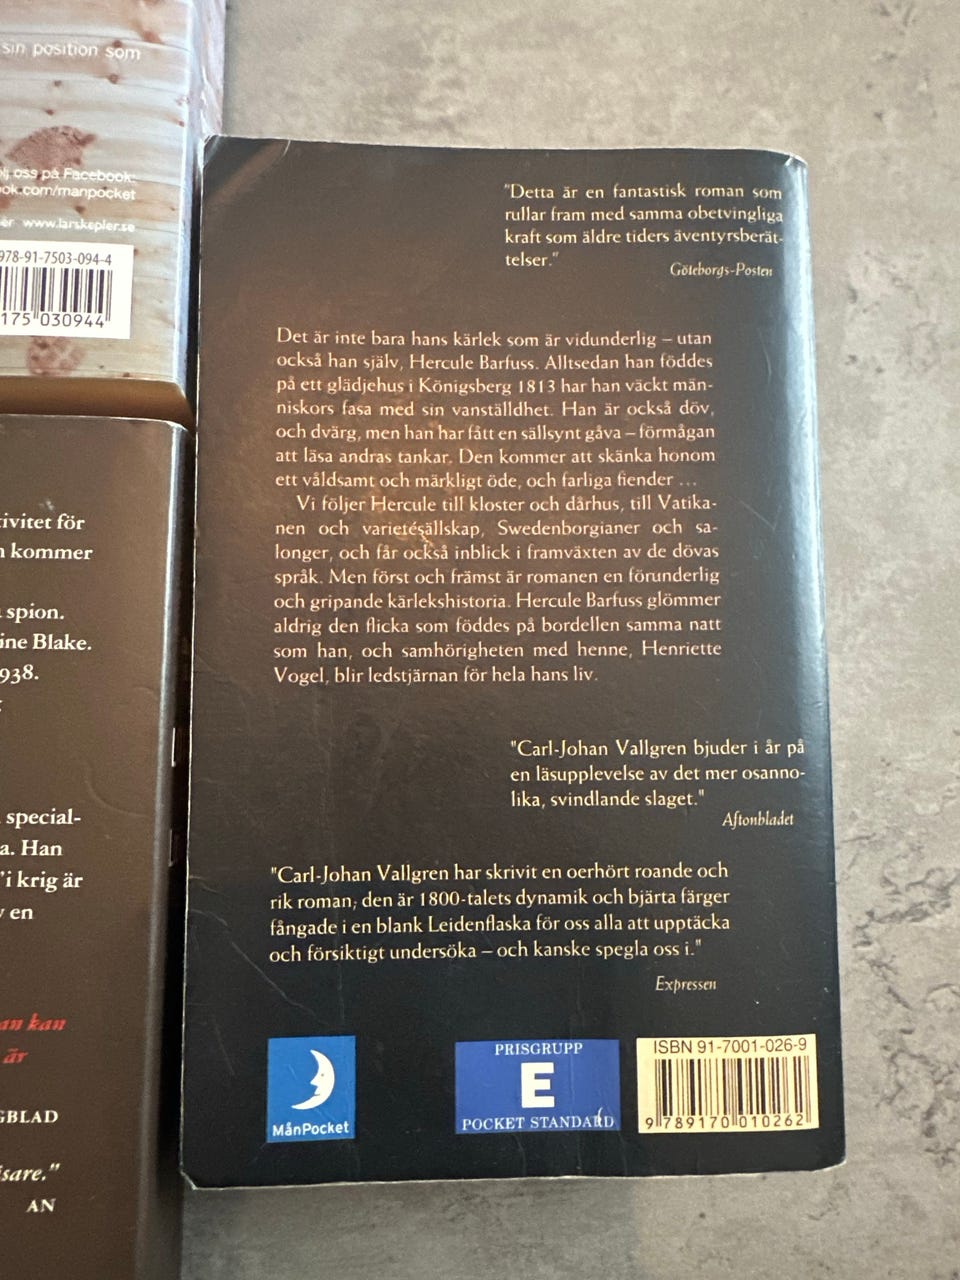 sin position som
oss på Facebook:
ok.com/manpocket
www.larskepler.se
978-91-7503-094-4
175 030944
ivitet för
kommer
spion.
ine Blake.
938.
special-
a. Han
i krig är
en
an kan
är
GBLAD
isare."
AN
"Detta är en fantastisk roman som
rullar fram med samma obetvingliga
kraft som äldre tiders äventyrsberät-
telser."
Göteborgs-Posten
Det är inte bara hans kärlek som är vidunderlig – utan
också han själv, Hercule Barfuss. Alltsedan han föddes
på ett glädjehus i Königsberg 1813 har han väckt män-
niskors fasa med sin vanställdhet. Han är också döv,
och dvärg, men han har fått en sällsynt gåva – förmågan
att läsa andras tankar. Den kommer att skänka honom
ett våldsamt och märkligt öde, och farliga fiender ...
Vi följer Hercule till kloster och dårhus, till Vatika-
nen och varietésällskap, Swedenborgianer och sa-
longer, och får också inblick i framväxten av de dövas
språk. Men först och främst är romanen en förunderlig
och gripande kärlekshistoria. Hercule Barfuss glömmer
aldrig den flicka som föddes på bordellen samma natt
som han, och samhörigheten med henne, Henriette
Vogel, blir ledstjärnan för hela hans liv.
"Carl-Johan Vallgren bjuder i år på
en läsupplevelse av det mer osanno-
lika, svindlande slaget."
Aftonbladet
"Carl-Johan Vallgren har skrivit en oerhört roande och
rik roman; den är 1800-talets dynamik och bjärta färger
fångade i en blank Leidenflaska för oss alla att upptäcka
och försiktigt undersöka – och kanske spegla oss i."
Expressen
MånPocket
PRISGRUPP
E
POCKET STANDARD
ISBN 91-7001-026-9
9 789170 010262